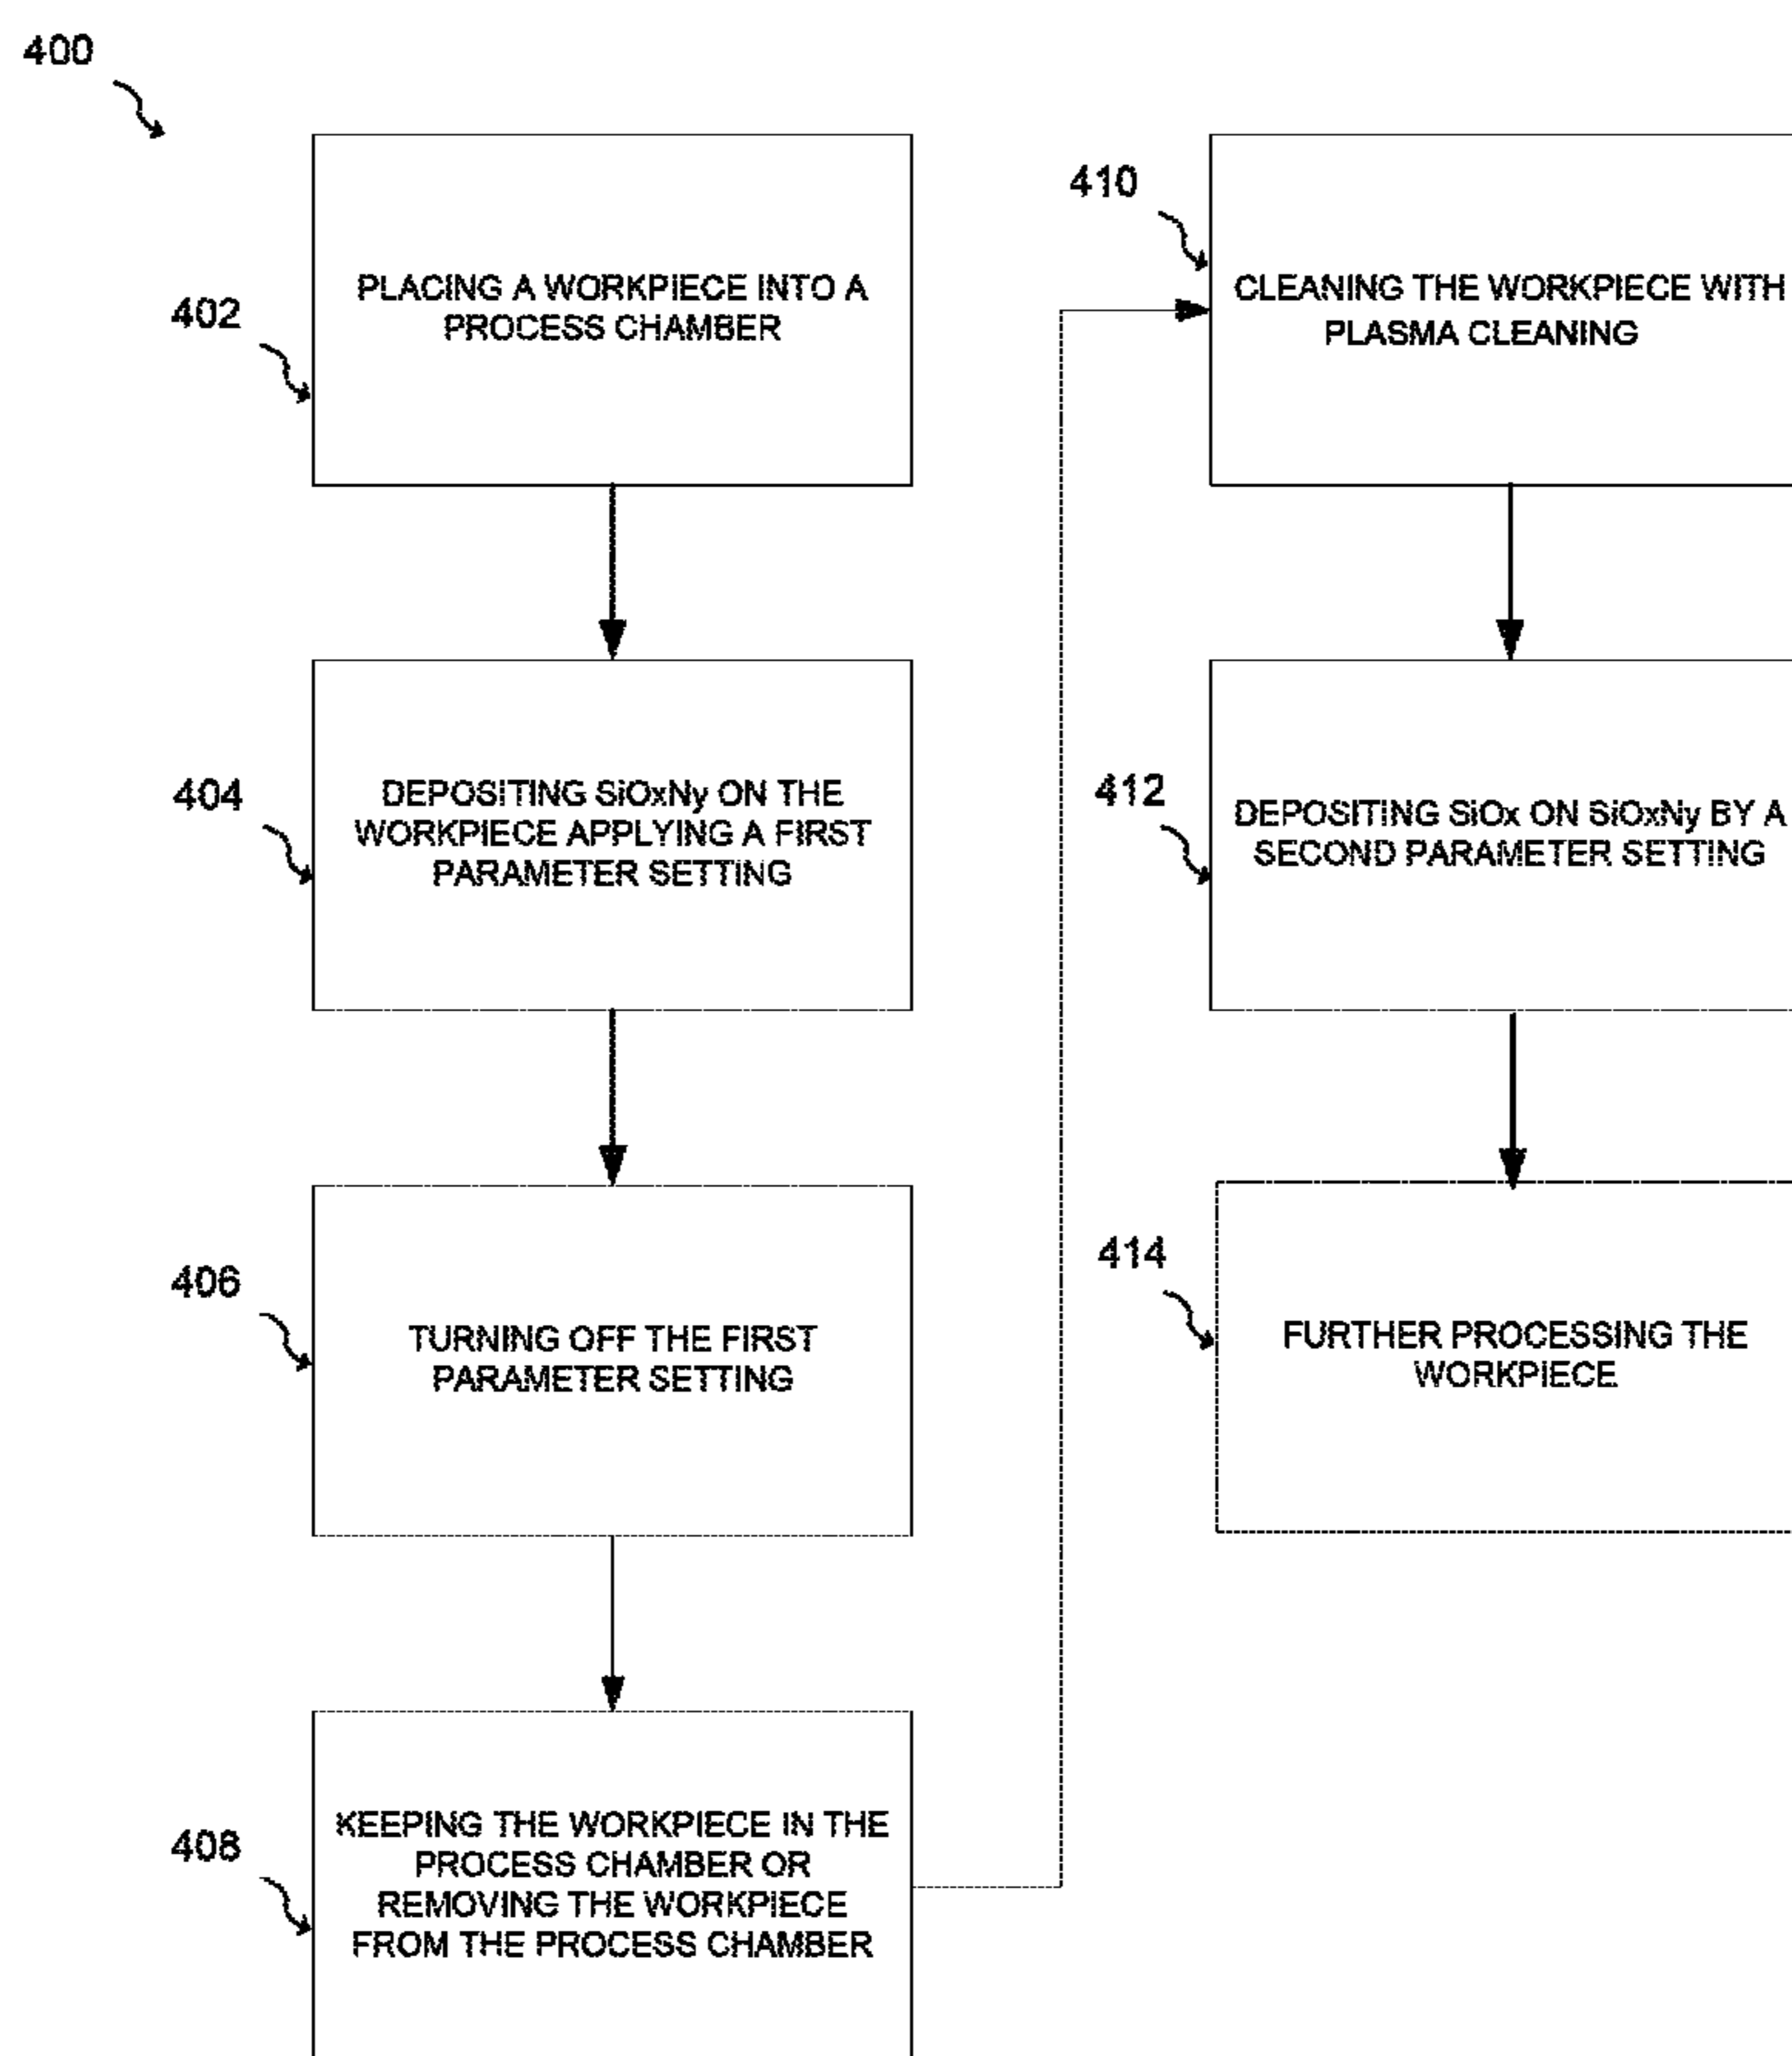 400
402
PLACING A WORKPIECE INTO A
PROCESS CHAMBER
404
DEPOSITING SiOxNy ON THE
WORKPIECE APPLYING A FIRST
PARAMETER SETTING
406
TURNING OFF THE FIRST
PARAMETER SETTING
408
KEEPING THE WORKPIECE IN THE
PROCESS CHAMBER OR
REMOVING THE WORKPIECE
FROM THE PROCESS CHAMBER
410
CLEANING THE WORKPIECE WITH
PLASMA CLEANING
412
DEPOSITING SiOx ON SiOxNy BY A
SECOND PARAMETER SETTING
414
FURTHER PROCESSING THE
WORKPIECE